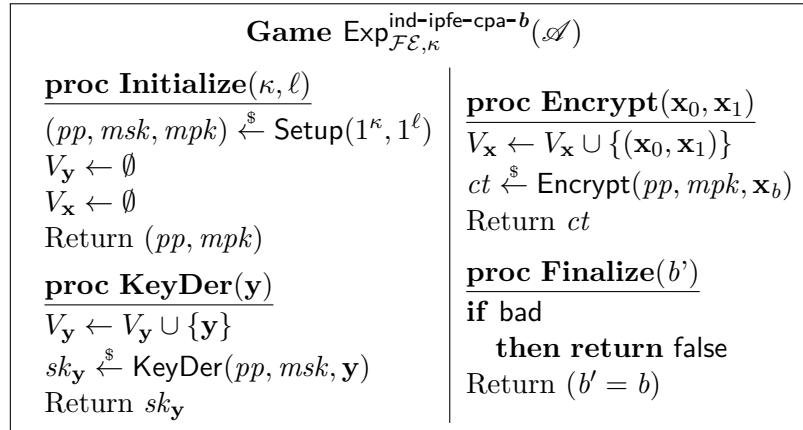 Game Exp^{ind-ipfe-cpa-b}_{FE,κ}(𝒜)
proc Initialize(κ, ℓ)
(pp, msk, mpk) ←$ Setup(1^κ, 1^ℓ)
V_y ← ∅
V_x ← ∅
Return (pp, mpk)
proc KeyDer(y)
V_y ← V_y ∪ {y}
sk_y ←$ KeyDer(pp, msk, y)
Return sk_y
proc Encrypt(x_0, x_1)
V_x ← V_x ∪ {(x_0, x_1)}
ct ←$ Encrypt(pp, mpk, x_b)
Return ct
proc Finalize(b')
if bad
then return false
Return (b′ = b)